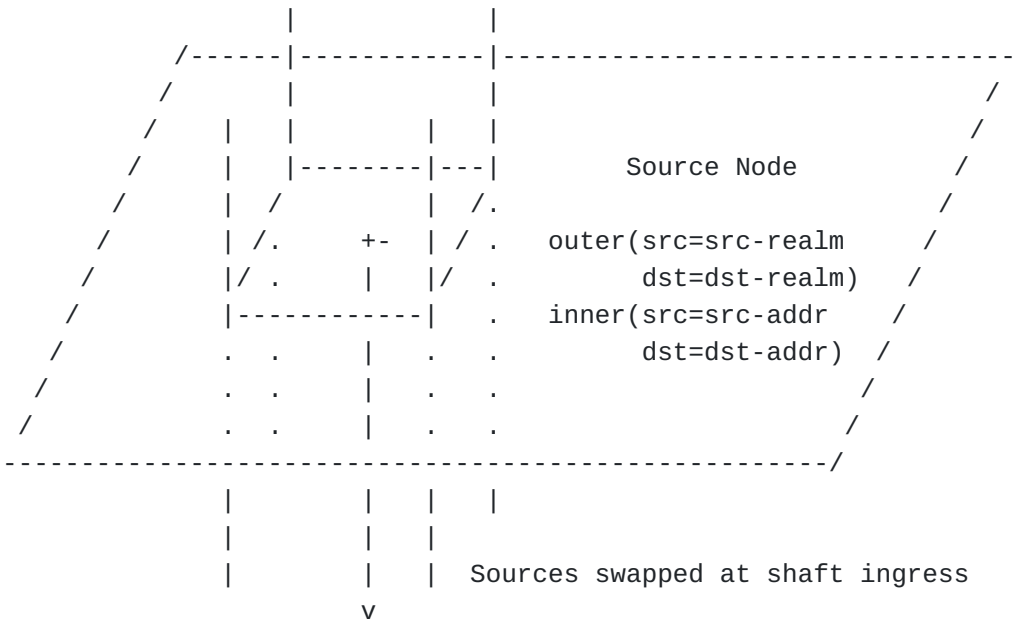 Source Node
outer(src=src-realm
dst=dst-realm)
inner(src=src-addr
dst=dst-addr)
Sources swapped at shaft ingress
v